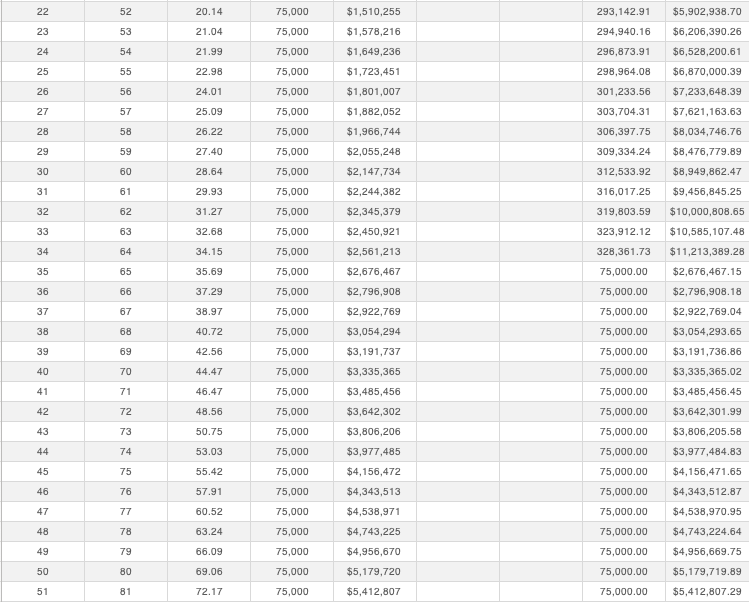 22 52 20.14 75,000 $1,510,255 293,142.91 $5,902,938.70
23 53 21.04 75,000 $1,578,216 294,940.16 $6,206,390.26
24 54 21.99 75,000 $1,649,236 296,873.91 $6,528,200.61
25 55 22.98 75,000 $1,723,451 298,964.08 $6,870,000.39
26 56 24.01 75,000 $1,801,007 301,233.56 $7,233,648.39
27 57 25.09 75,000 $1,882,052 303,704.31 $7,621,163.63
28 58 26.22 75,000 $1,966,744 306,397.75 $8,034,746.76
29 59 27.40 75,000 $2,055,248 309,334.24 $8,476,779.89
30 60 28.64 75,000 $2,147,734 312,533.92 $8,949,862.47
31 61 29.93 75,000 $2,244,382 316,017.25 $9,456,845.25
32 62 31.27 75,000 $2,345,379 319,803.59 $10,000,808.65
33 63 32.68 75,000 $2,450,921 323,912.12 $10,585,107.48
34 64 34.15 75,000 $2,561,213 328,361.73 $11,213,389.28
35 65 35.69 75,000 $2,676,467 75,000.00 $2,676,467.15
36 66 37.29 75,000 $2,796,908 75,000.00 $2,796,908.18
37 67 38.97 75,000 $2,922,769 75,000.00 $2,922,769.04
38 68 40.72 75,000 $3,054,294 75,000.00 $3,054,293.65
39 69 42.56 75,000 $3,191,737 75,000.00 $3,191,736.86
40 70 44.47 75,000 $3,335,365 75,000.00 $3,335,365.02
41 71 46.47 75,000 $3,485,456 75,000.00 $3,485,456.45
42 72 48.56 75,000 $3,642,302 75,000.00 $3,642,301.99
43 73 50.75 75,000 $3,806,206 75,000.00 $3,806,205.58
44 74 53.03 75,000 $3,977,485 75,000.00 $3,977,484.83
45 75 55.42 75,000 $4,156,472 75,000.00 $4,156,471.65
46 76 57.91 75,000 $4,343,513 75,000.00 $4,343,512.87
47 77 60.52 75,000 $4,538,971 75,000.00 $4,538,970.95
48 78 63.24 75,000 $4,743,225 75,000.00 $4,743,224.64
49 79 66.09 75,000 $4,956,670 75,000.00 $4,956,669.75
50 80 69.06 75,000 $5,179,720 75,000.00 $5,179,719.89
51 81 72.17 75,000 $5,412,807 75,000.00 $5,412,807.29